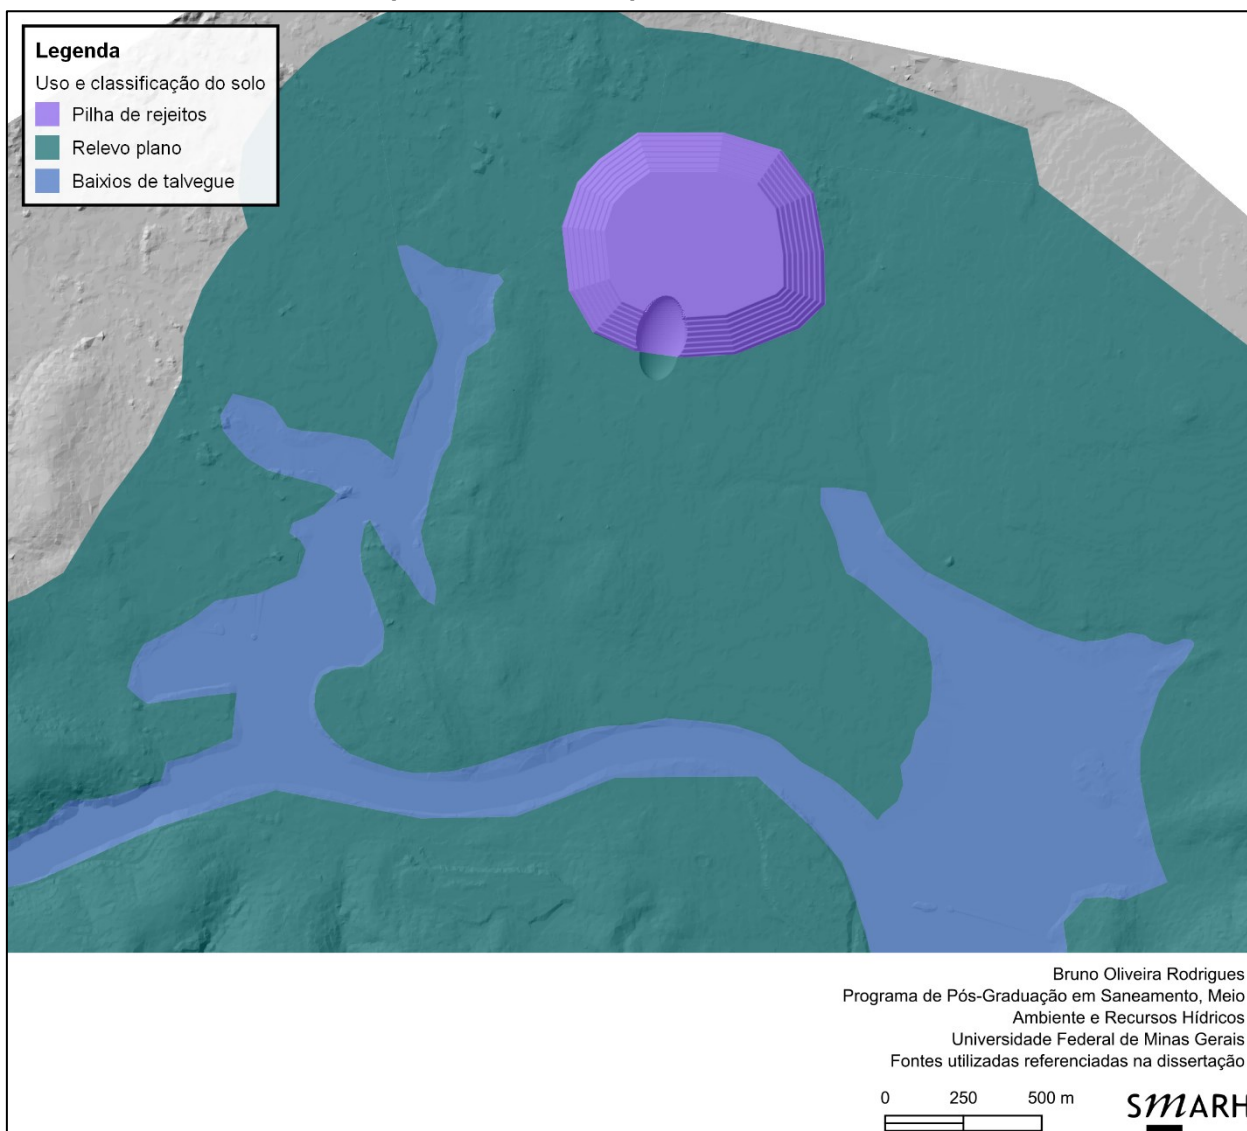 Legenda
Uso e classificação do solo
Pilha de rejeitos
Relevo plano
Baixios de talvegue
Bruno Oliveira Rodrigues
Programa de Pós-Graduação em Saneamento, Meio
Ambiente e Recursos Hídricos
Universidade Federal de Minas Gerais
Fontes utilizadas referenciadas na dissertação
0 250 500 m
SMARH